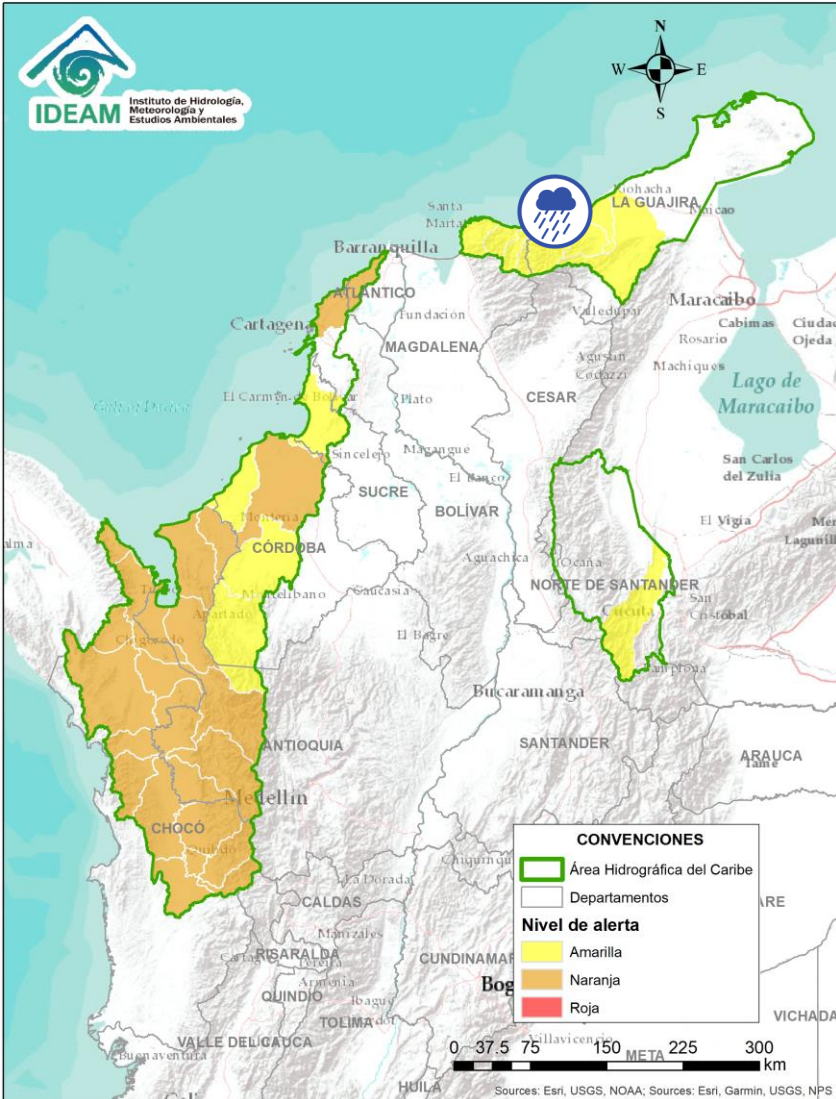 IDEAM
Instituto de Hidrología,
Meteorología y
Estudios Ambientales
N
W
E
S
Riohacha
LA GUAJIRA
Maicao
Santa
Marta
Barranquilla
ATLÁNTICO
Maracaibo
Cartagena
Fundación
Valledupar
Cabimas
Ciudad
Ojeda
Rosario
MAGDALENA
Agustín
Codazzi
Machiques
CESAR
Lago de
Maracaibo
El Carmen de Bolívar
Plato
Sincelejo
Magangué
San Carlos
del Zulia
SUCRE
El Banco
BOLÍVAR
Montería
El Vigía
CÓRDOBA
Aguachica
Ocaña
Turbo
Montelíbano
Caucasia
NORTE DE SANTANDER
San
Cristóbal
Apartadó
Cúcuta
Chigorodó
El Bagre
Pamplona
Bucaramanga
ANTIOQUIA
SANTANDER
ARAUCA
Tame
Medellín
CHOCÓ
Quibdó
CONVENCIONES
Área Hidrográfica del Caribe
Departamentos
Nivel de alerta
Amarilla
Naranja
Roja
La Dorada
CALDAS
Manizales
RISARALDA
Pereira
Armenia
QUINDÍO
Ibagué
TOLIMA
VICHADA
VALLE DEL CAUCA
Villavicencio
Buenaventura
META
HUILA
0 37.5 75 150 225 300
km
Sources: Esri, USGS, NOAA; Sources: Esri, Garmin, USGS, NPS